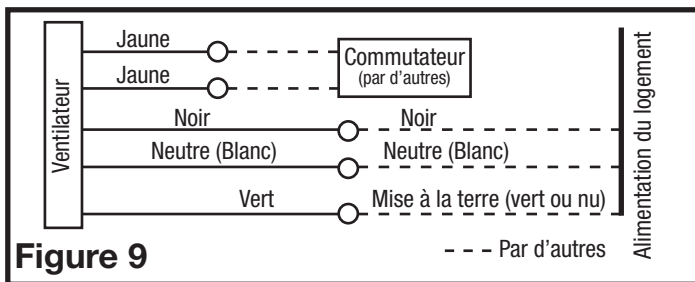 Ventilateur
Jaune
Jaune
Commutateur
(par d'autres)
Noir
Noir
Neutre (Blanc)
Neutre (Blanc)
Vert
Mise à la terre (vert ou nu)
Alimentation du logement
Figure 9
Par d'autres